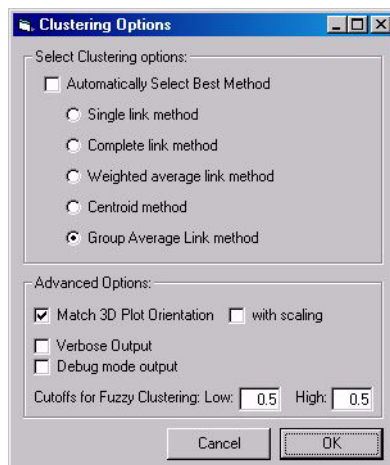 Clustering Options
Select Clustering options:
Automatically Select Best Method
Single link method
Complete link method
Weighted average link method
Centroid method
Group Average Link method
Advanced Options:
Match 3D Plot Orientation with scaling
Verbose Output
Debug mode output
Cutoffs for Fuzzy Clustering: Low: 0.5 High: 0.5
Cancel OK